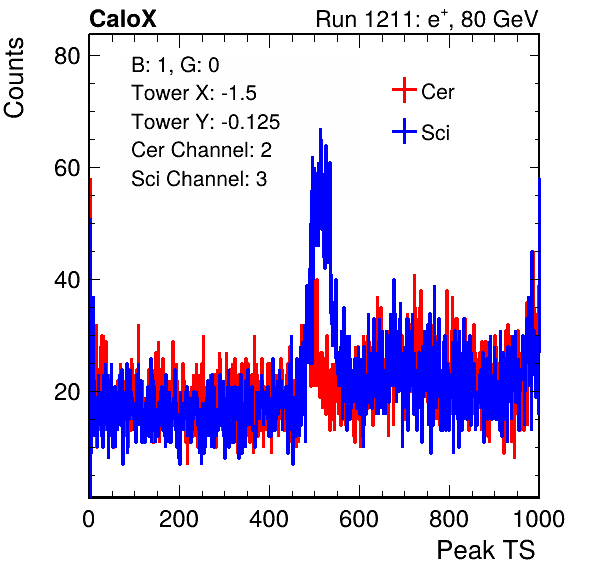 CaloX Run 1211: e+, 80 GeV
Counts
B: 1, G: 0
Tower X: -1.5
Tower Y: -0.125
Cer Channel: 2
Sci Channel: 3
Cer
Sci
80
60
40
20
0 200 400 600 800 1000
Peak TS